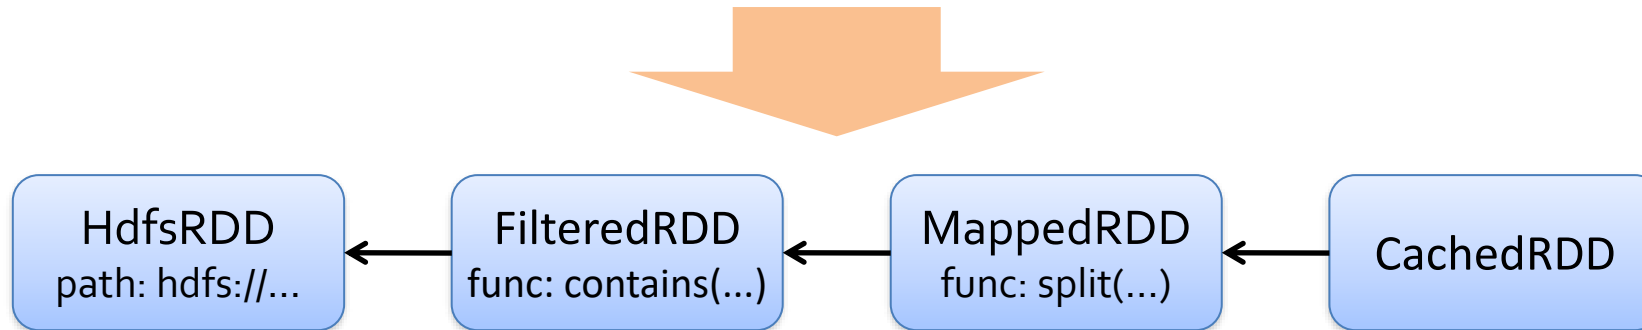 HdfsRDD
path: hdfs://...
FilteredRDD
func: contains(...)
MappedRDD
func: split(...)
CachedRDD